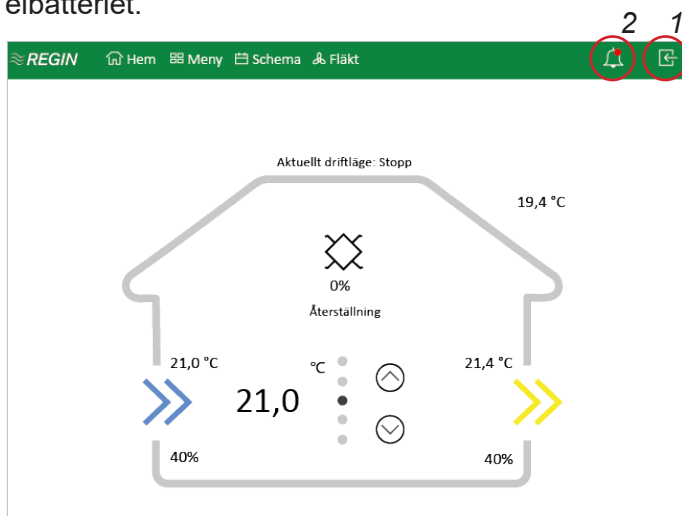 elbatteriet.
2 1
REGIN Hem Meny Schema Fläkt
Aktuellt driftläge: Stopp
19,4 °C
0%
Återställning
21,0 °C
°C
21,4 °C
21,0
40%
40%